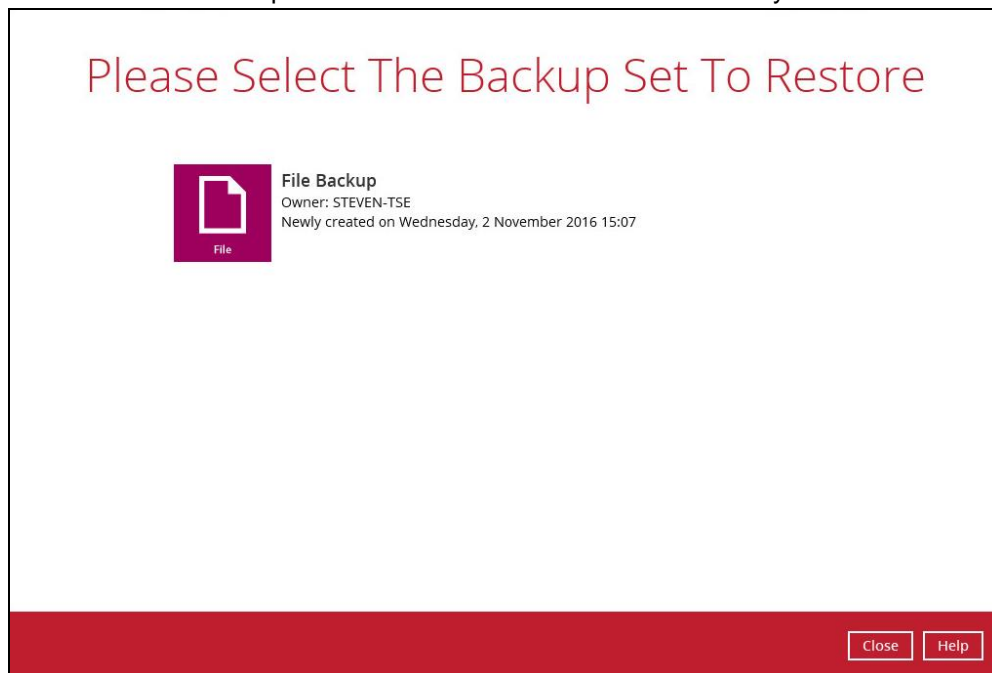 Please Select The Backup Set To Restore
File Backup
Owner: STEVEN-TSE
Newly created on Wednesday, 2 November 2016 15:07
File
Close Help